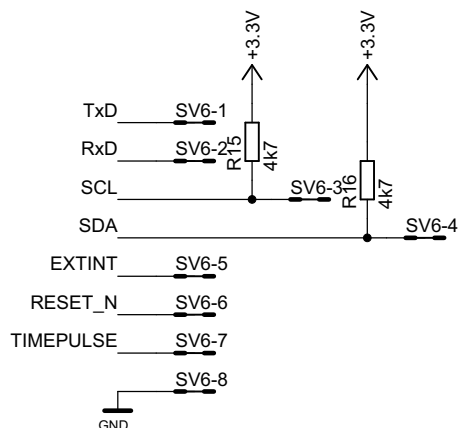 +3.3V
+3.3V
TxD
SV6-1
RxD
SV6-2
R15
4k7
SCL
SV6-3
R16
4k7
SDA
SV6-4
EXTINT
SV6-5
RESET_N
SV6-6
TIMEPULSE
SV6-7
SV6-8
GND